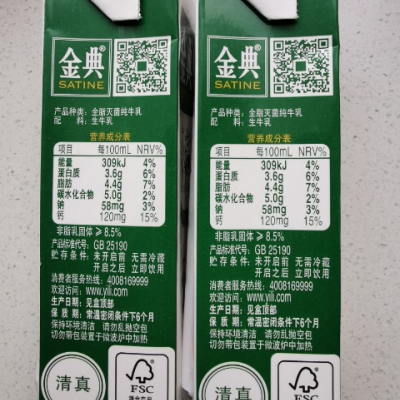 金典®
SATINE
产品种类：全脂灭菌纯牛乳
配 料：生牛乳
营养成分表
项目 每100mL NRV%
能量 309kJ 4%
蛋白质 3.6g 6%
脂肪 4.4g 7%
碳水化合物 5.0g 2%
钠 58mg 3%
钙 120mg 15%
非脂乳固体 ≥ 8.5%
产品标准代号：GB 25190
贮存条件：未开启前 无需冷藏
开启之后 立即饮用
消费者服务热线：4008169999
欢迎访问：www.yili.com
生产日期：见盒顶部
保 质 期：常温密闭条件下6个月
保持环境清洁 请勿乱抛空包
切勿带包装置于微波炉中加热
清真
FSC
金典®
SATINE
产品种类：全脂灭菌纯牛乳
配 料：生牛乳
营养成分表
项目 每100mL NRV%
能量 309kJ 4%
蛋白质 3.6g 6%
脂肪 4.4g 7%
碳水化合物 5.0g 2%
钠 58mg 3%
钙 120mg 15%
非脂乳固体 ≥ 8.5%
产品标准代号：GB 25190
贮存条件：未开启前 无需冷藏
开启之后 立即饮用
消费者服务热线：4008169999
欢迎访问：www.yili.com
生产日期：见盒顶部
保 质 期：常温密闭条件下6个月
保持环境清洁 请勿乱抛空包
切勿带包装置于微波炉中加热
清真
FSC